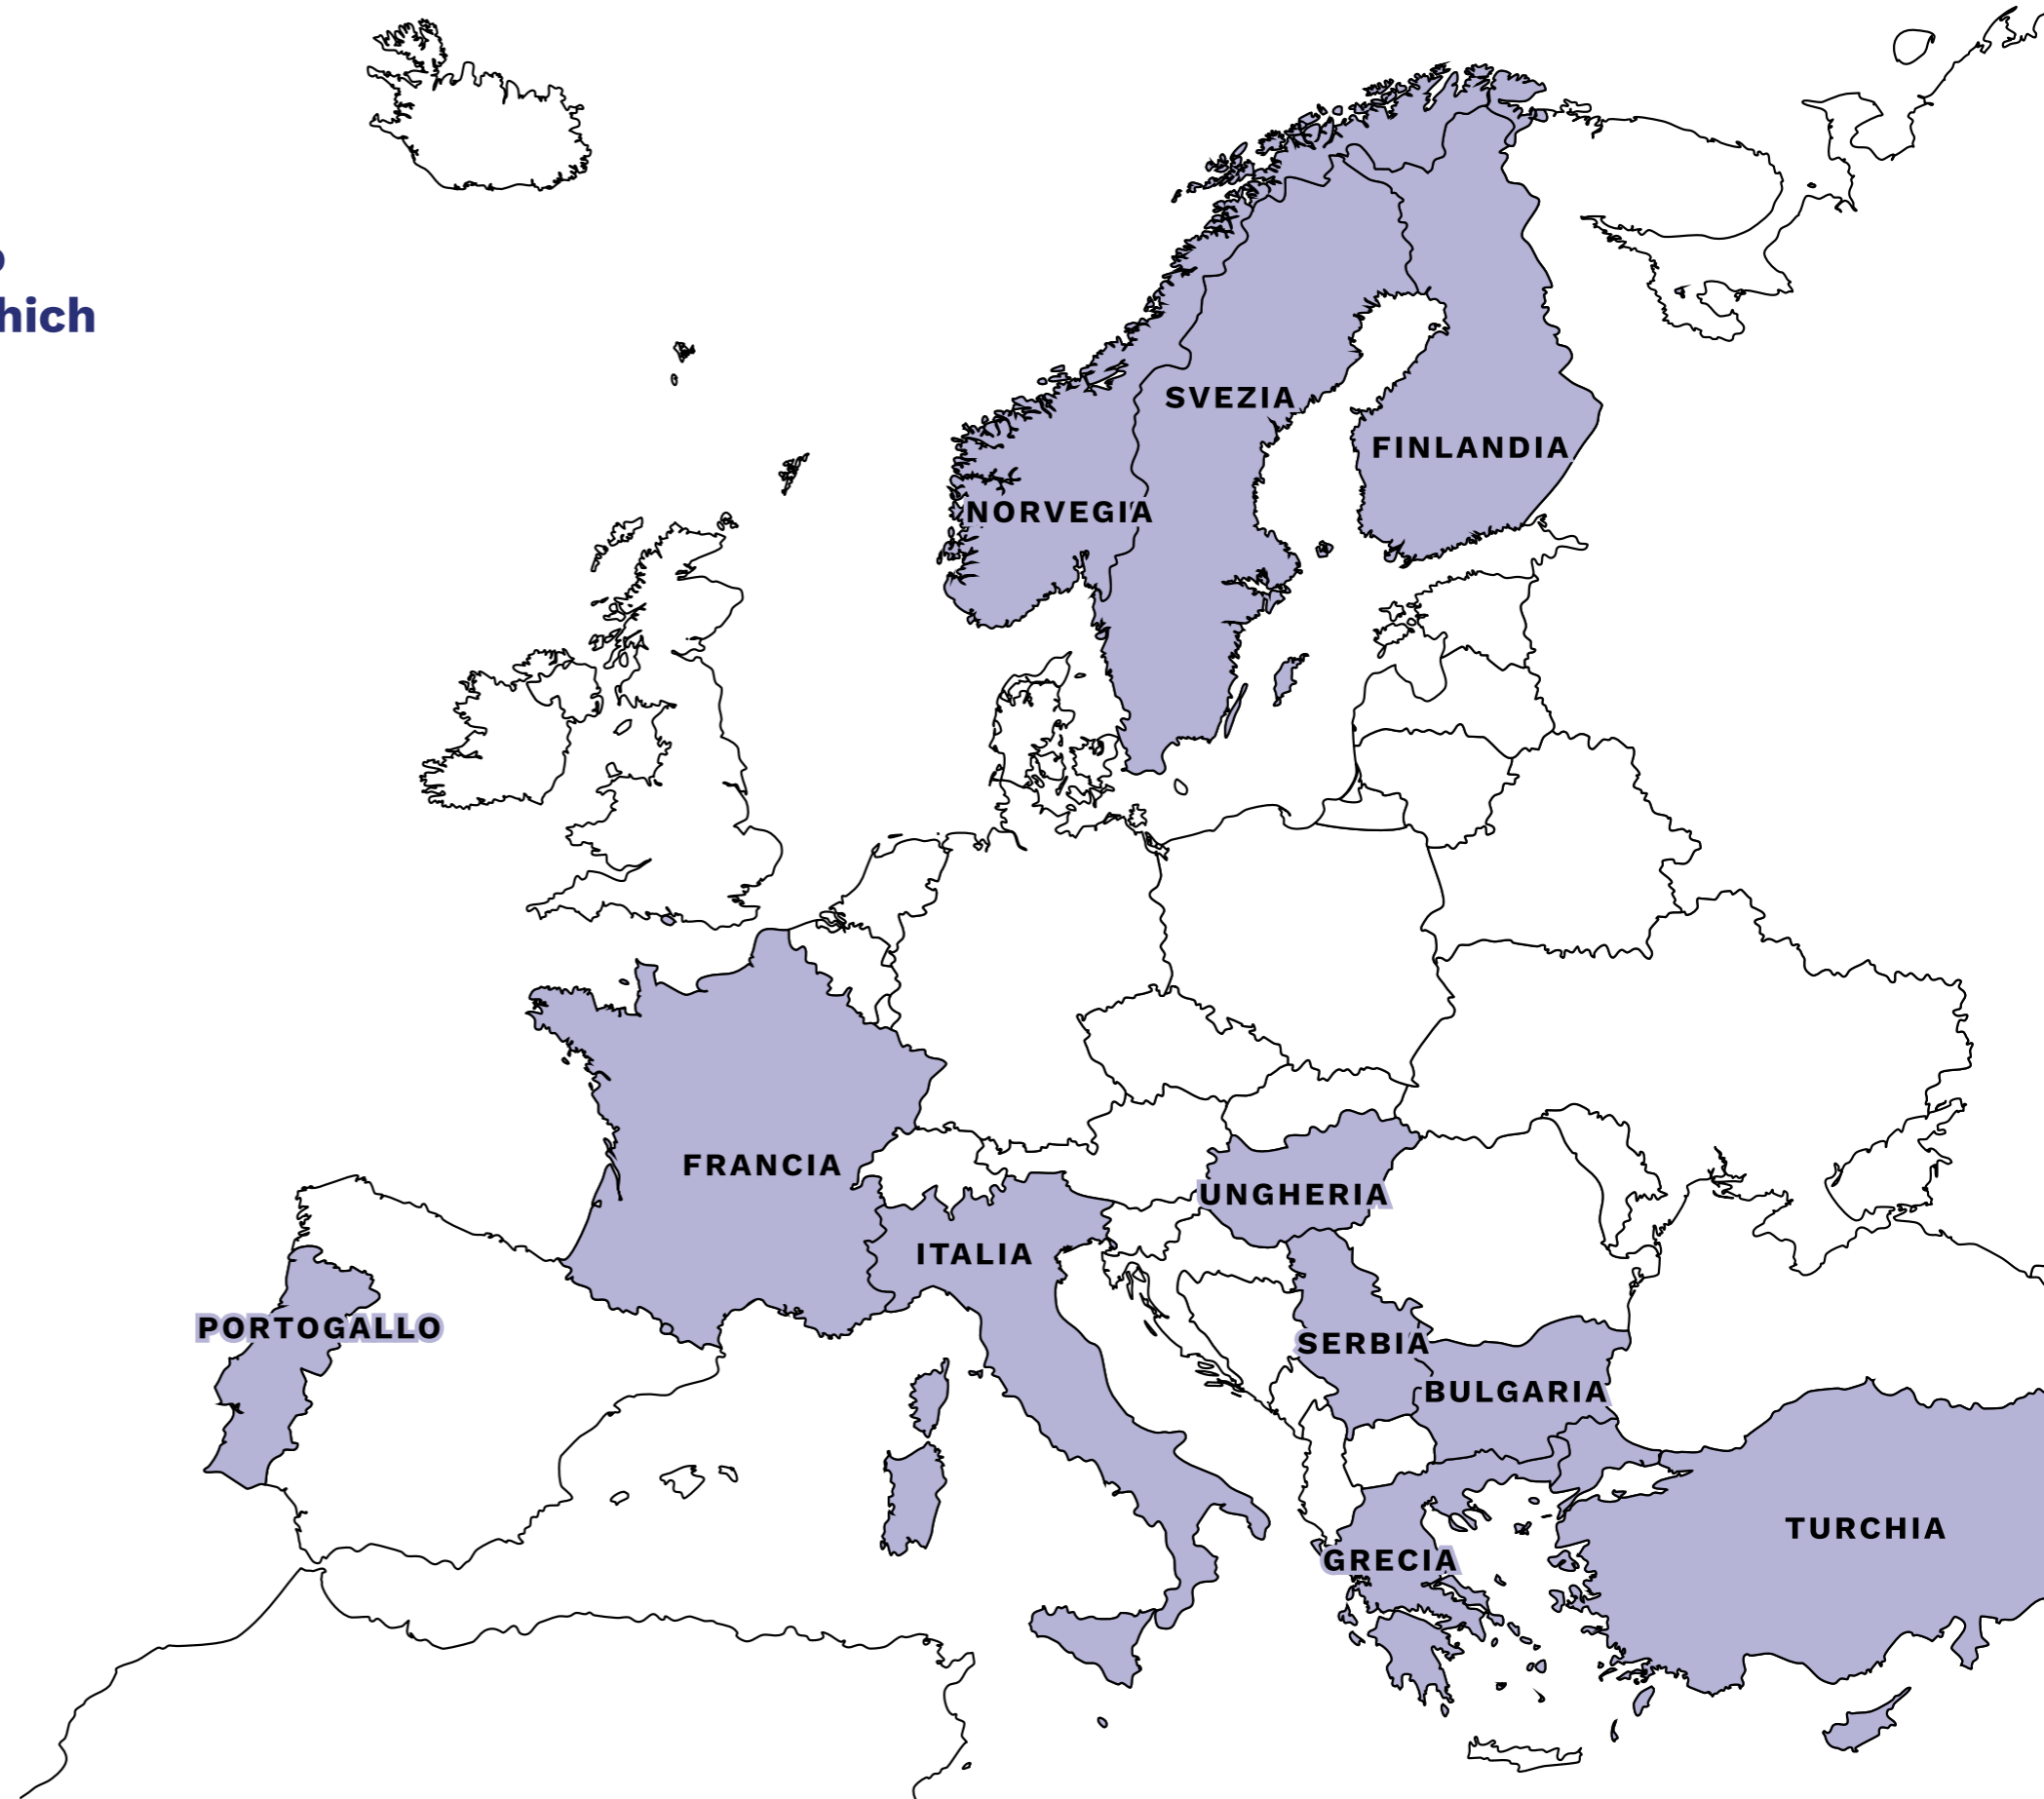 hich
SVEZIA
FINLANDIA
NORVEGIA
FRANCIA
UNGHERIA
ITALIA
PORTOGALLO
SERBIA
BULGARIA
TURCHIA
GRECIA